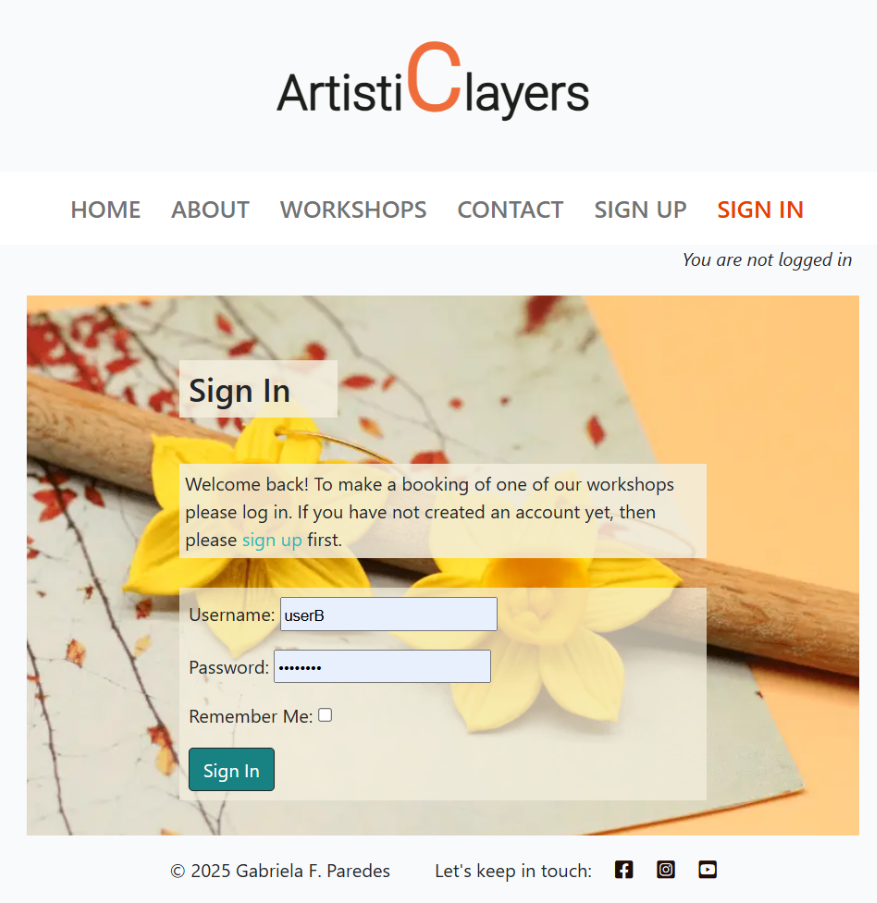 ArtistiClayers
HOME ABOUT WORKSHOPS CONTACT SIGN UP SIGN IN
You are not logged in
Sign In
Welcome back! To make a booking of one of our workshops
please log in. If you have not created an account yet, then
please sign up first.
Username: userB
Password: ••••••••
Remember Me:
Sign In
© 2025 Gabriela F. Paredes Let's keep in touch: